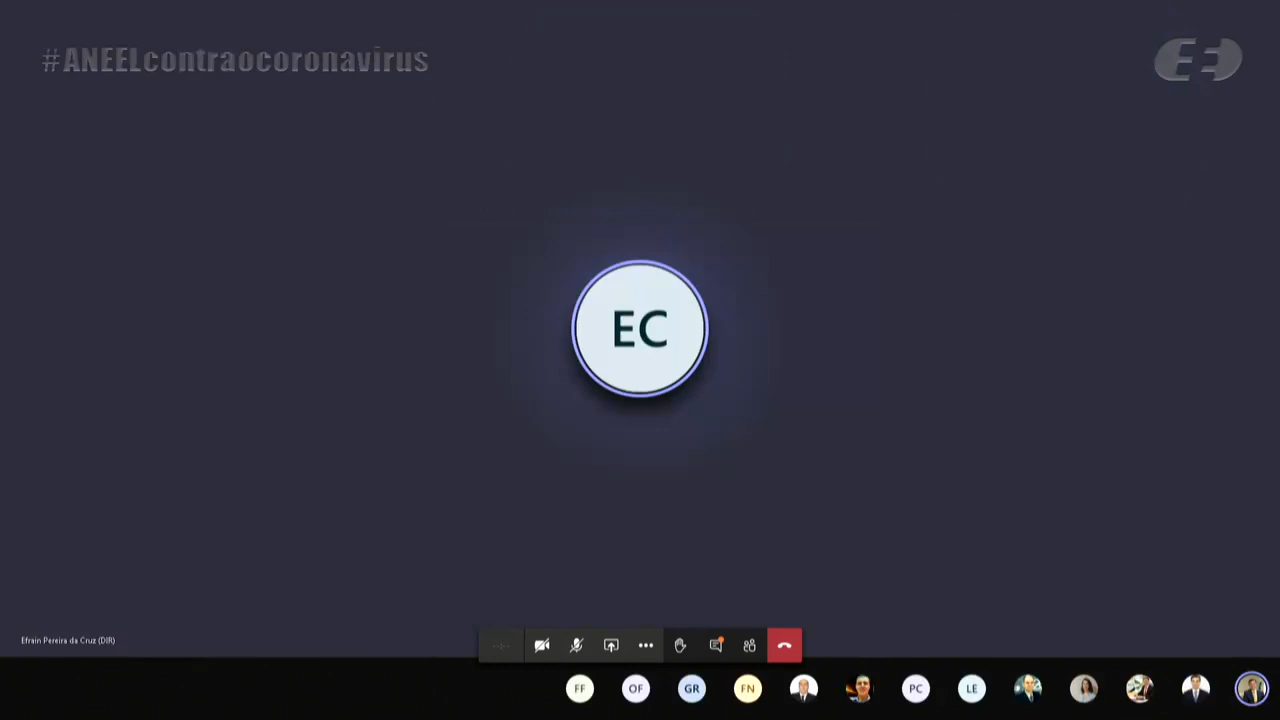 #ANEELcontraocoronavirus
EC
Efrain Pereira da Cruz (DIR)
FF
OF
GR
FN
PC
LE